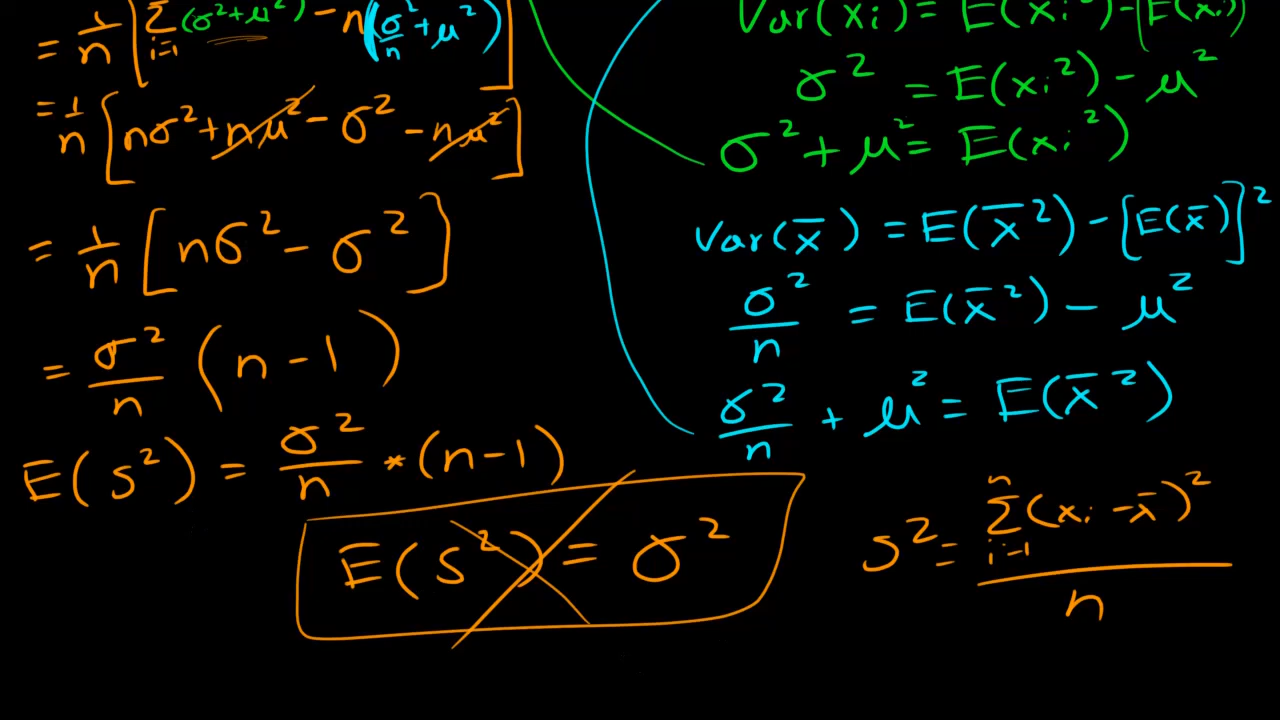 = 1/n [ Σ i=1 (σ²+μ²) - n(σ²/n + μ²) ]
= 1/n [ nσ² + nμ² - σ² - nμ² ]
= 1/n [ nσ² - σ² ]
= σ²/n (n-1)
E(s²) = σ²/n * (n-1)
E(s²) = σ²
Var(xi) = E(xi²) - [E(xi)
σ² = E(xi²) - μ²
σ² + μ² = E(xi²)
Var(x̄) = E(x̄²) - [E(x̄)]²
σ²/n = E(x̄²) - μ²
σ²/n + μ² = E(x̄²)
s² = n Σ i=1 (xi - x̄)² / n